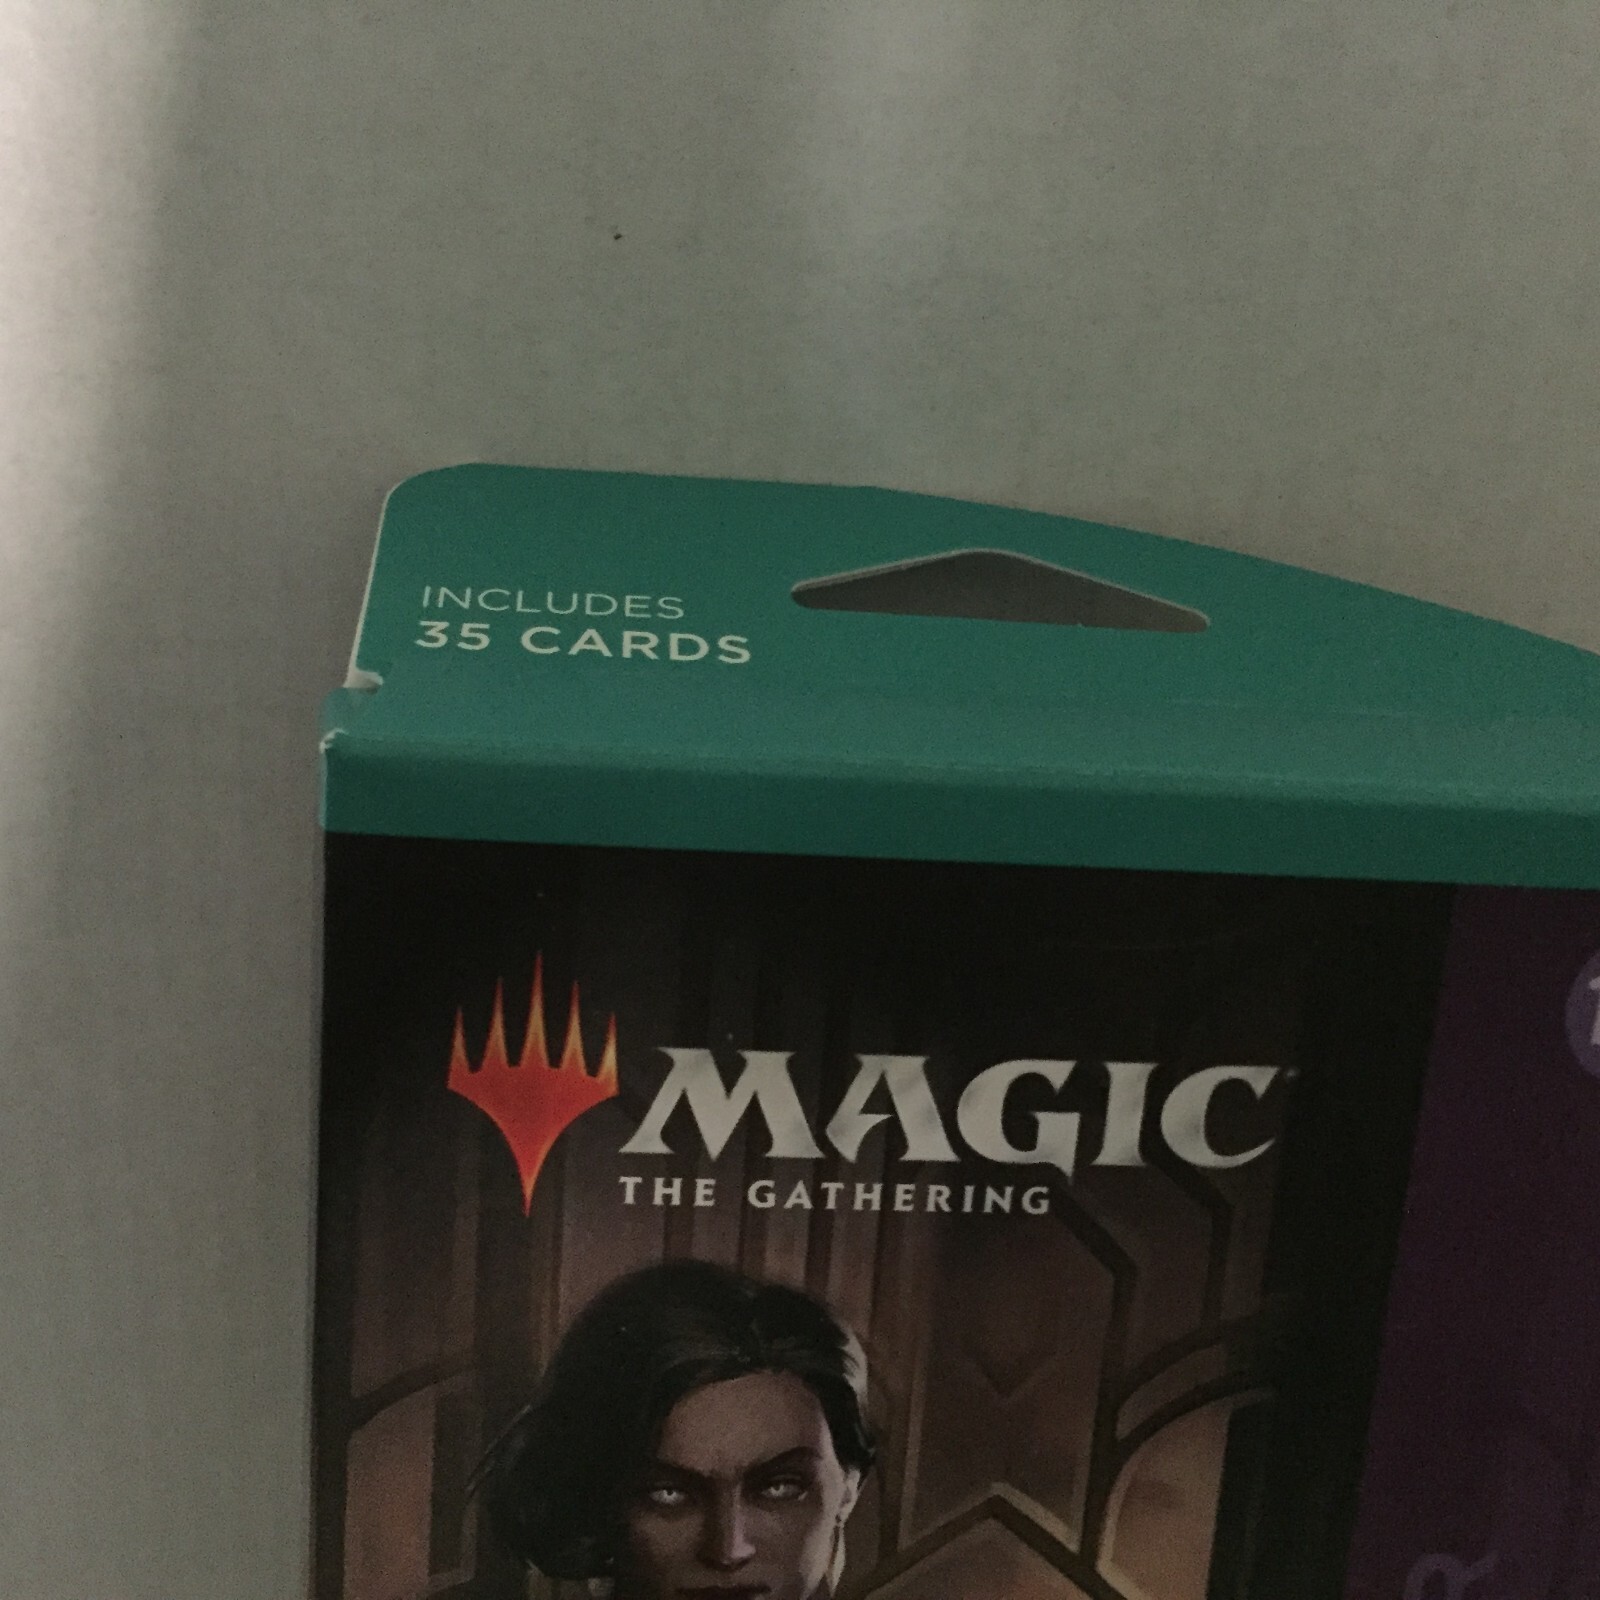 INCLUDES
35 CARDS
MAGIC
THE GATHERING